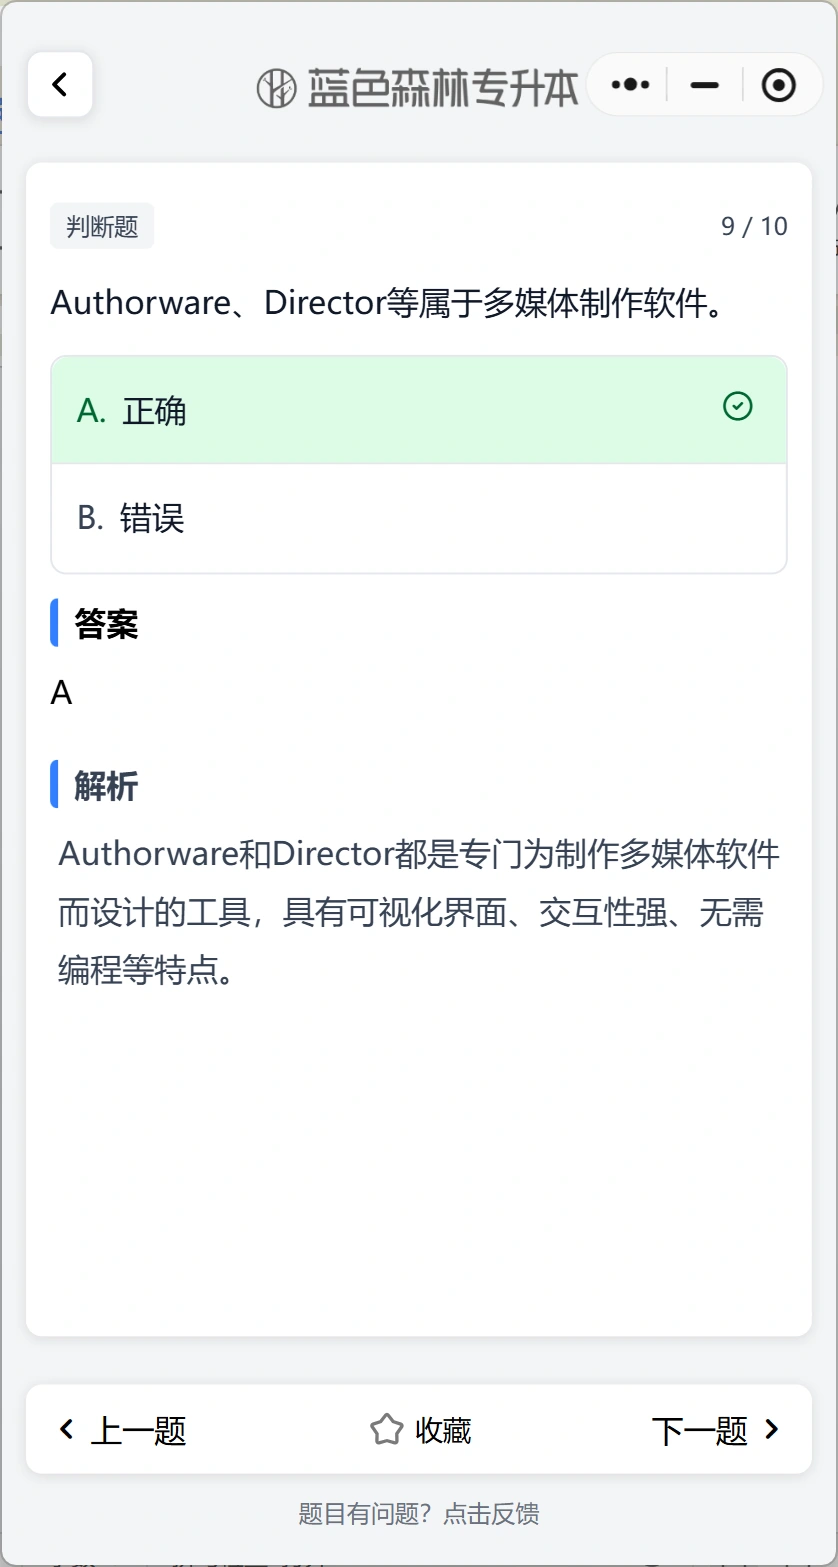 蓝色森林专升本
判断题
9 / 10
Authorware、Director等属于多媒体制作软件。
A. 正确
B. 错误
答案
A
解析
Authorware和Director都是专门为制作多媒体软件
而设计的工具，具有可视化界面、交互性强、无需
编程等特点。
上一题
收藏
下一题
题目有问题？点击反馈